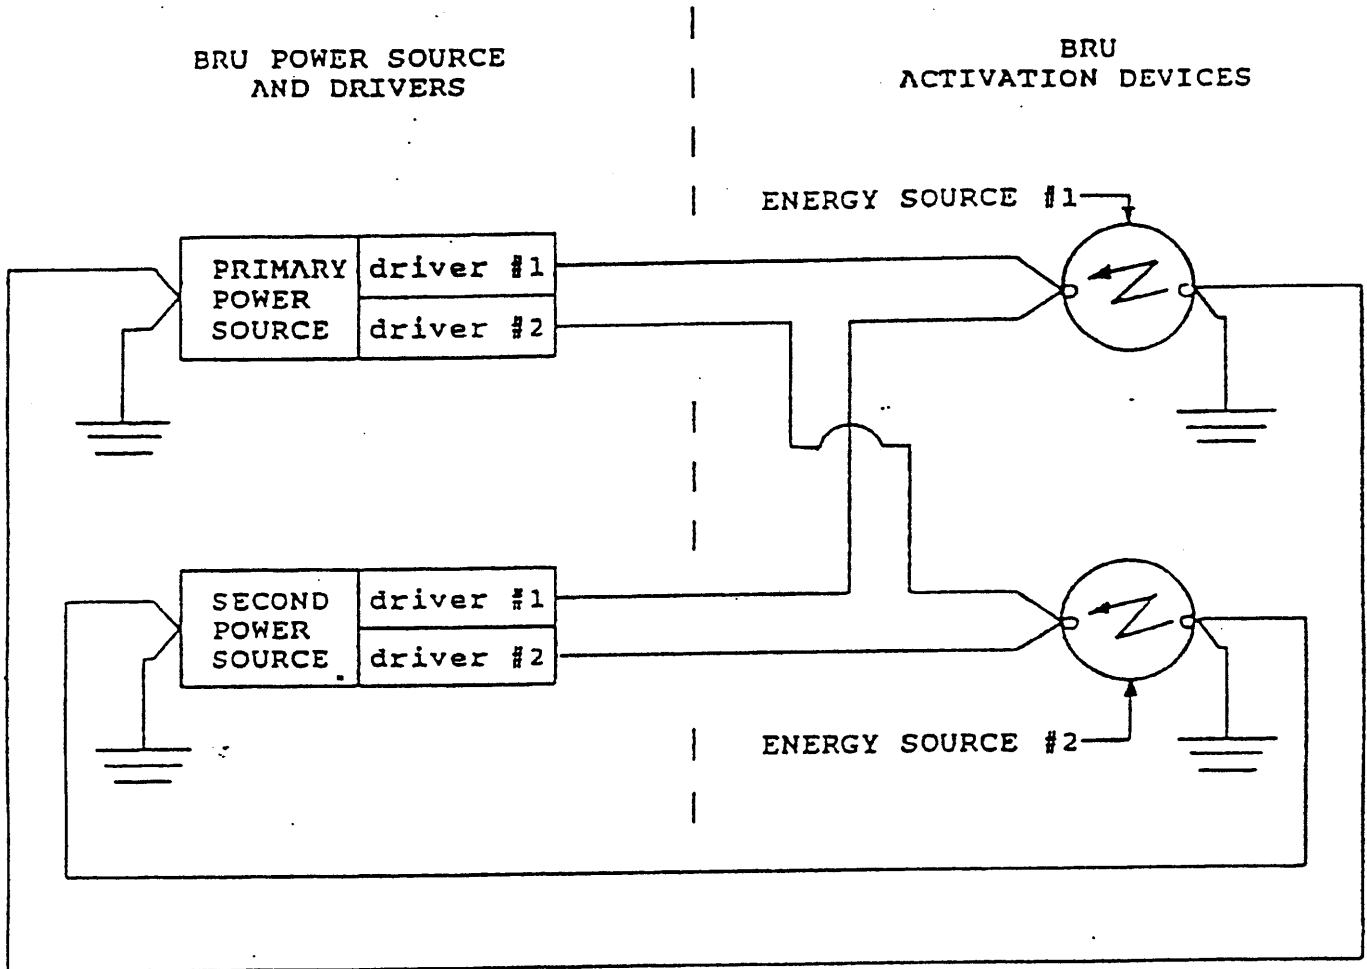 BRU POWER SOURCE
AND DRIVERS
BRU
ACTIVATION DEVICES
ENERGY SOURCE #1
PRIMARY
POWER
SOURCE
driver #1
driver #2
SECOND
POWER
SOURCE
driver #1
driver #2
ENERGY SOURCE #2